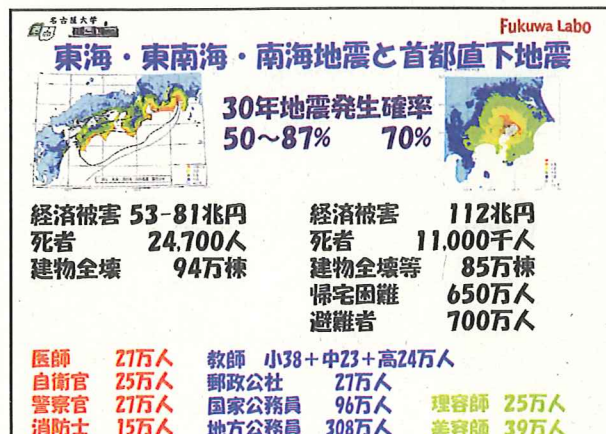 名古屋大学
Fukuwa Labo
東海・東南海・南海地震と首都直下地震
30年地震発生確率
50〜87% 70%
経済被害 53-81兆円
死者 24,700人
建物全壊 94万棟
経済被害 112兆円
死者 11,000千人
建物全壊等 85万棟
帰宅困難 650万人
避難者 700万人
医師 27万人
自衛官 25万人
警察官 27万人
消防士 15万人
教師 小38+中23+高24万人
郵政公社 27万人
国家公務員 96万人
地方公務員 308万人
理容師 25万人
美容師 39万人